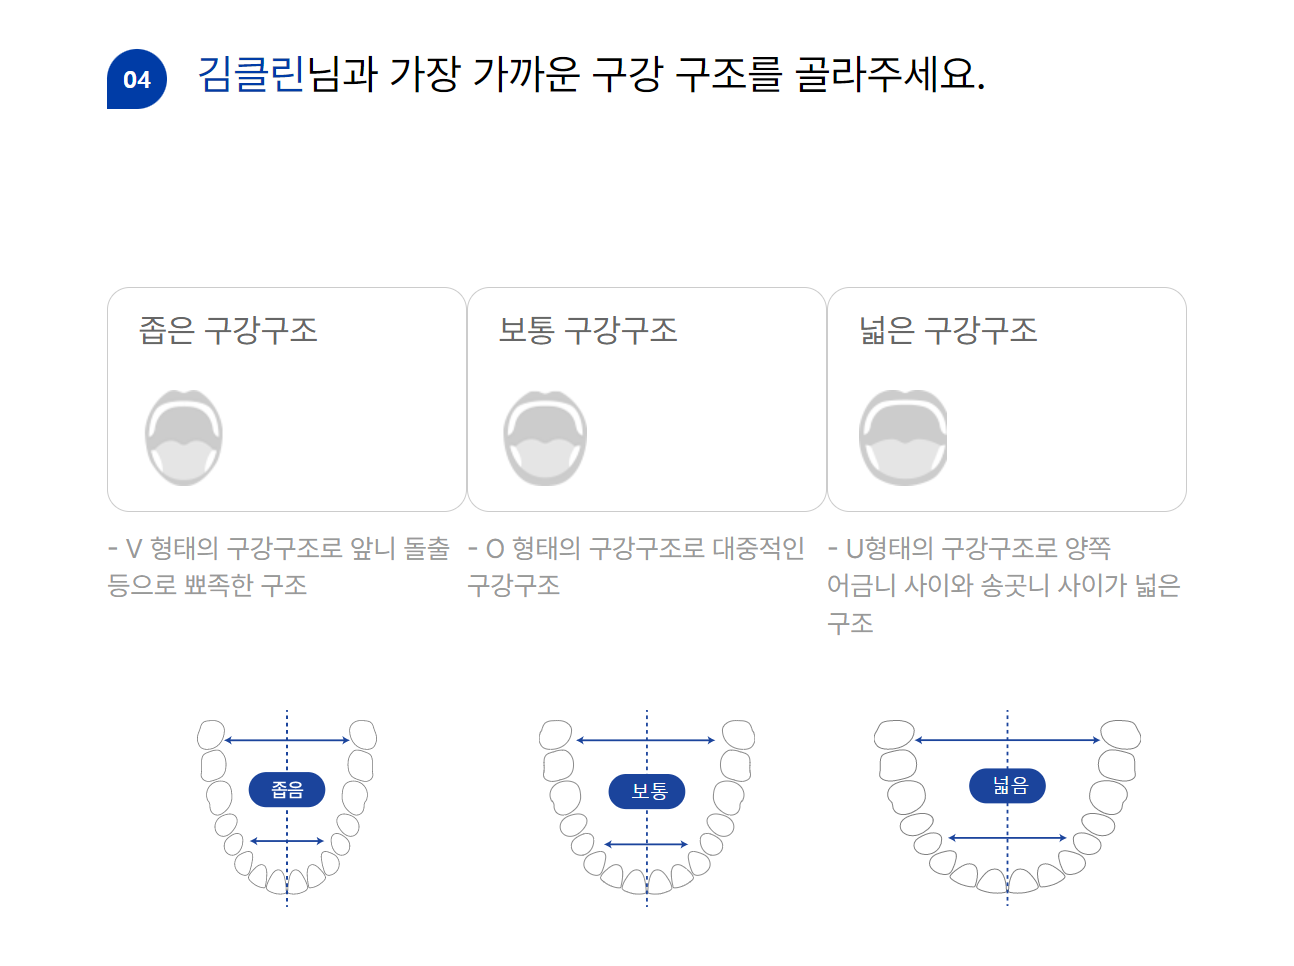 04
김클린님과 가장 가까운 구강 구조를 골라주세요.
좁은 구강구조
보통 구강구조
넓은 구강구조
- V 형태의 구강구조로 앞니 돌출
등으로 뾰족한 구조
- O 형태의 구강구조로 대중적인
구강구조
- U형태의 구강구조로 양쪽
어금니 사이와 송곳니 사이가 넓은
구조
좁음
보통
넓음